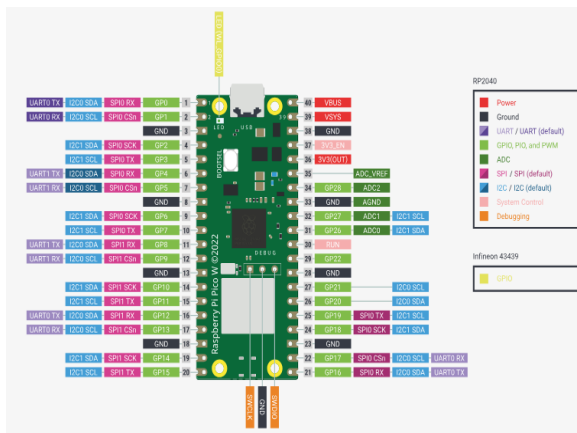 LED (WL_GPIO0)
UART0 TX I2C0 SDA SPI0 RX GP0 1
UART0 RX I2C0 SCL SPI0 CSn GP1 2
GND 3
I2C1 SDA SPI0 SCK GP2 4
I2C1 SCL SPI0 TX GP3 5
UART1 TX I2C0 SDA SPI0 RX GP4 6
UART1 RX I2C0 SCL SPI0 CSn GP5 7
GND 8
I2C1 SDA SPI0 SCK GP6 9
I2C1 SCL SPI0 TX GP7 10
UART1 TX I2C0 SDA SPI1 RX GP8 11
UART1 RX I2C0 SCL SPI1 CSn GP9 12
GND 13
I2C1 SDA SPI1 SCK GP10 14
I2C1 SCL SPI1 TX GP11 15
UART0 TX I2C0 SDA SPI1 RX GP12 16
UART0 RX I2C0 SCL SPI1 CSn GP13 17
GND 18
I2C1 SDA SPI1 SCK GP14 19
I2C1 SCL SPI1 TX GP15 20
LED
USB
BOOTSEL
DEBUG
Raspberry Pi Pico W ©2022
40 VBUS
39 VSYS
38 GND
37 3V3_EN
36 3V3(OUT)
35 ADC_VREF
34 GP28 ADC2
33 GND AGND
32 GP27 ADC1 I2C1 SCL
31 GP26 ADC0 I2C1 SDA
30 RUN
29 GP22
28 GND
27 GP21 I2C0 SCL
26 GP20 I2C0 SDA
25 GP19 SPI0 TX I2C1 SCL
24 GP18 SPI0 SCK I2C1 SDA
23 GND
22 GP17 SPI0 CSn I2C0 SCL UART0 RX
21 GP16 SPI0 RX I2C0 SDA UART0 TX
SWCLK
GND
SWDIO
RP2040
Power
Ground
UART / UART (default)
GPIO, PIO, and PWM
ADC
SPI / SPI (default)
I2C / I2C (default)
System Control
Debugging
Infineon 43439
GPIO